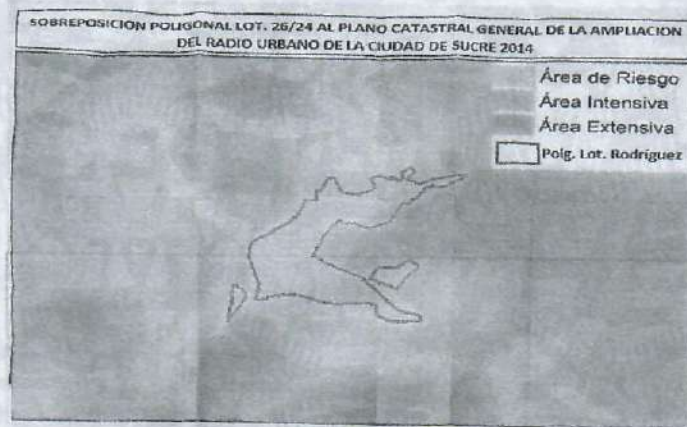 SOBREPOSICIÓN POLIGONAL LOT. 26/24 AL PLANO CATASTRAL GENERAL DE LA AMPLIACION
DEL RADIO URBANO DE LA CIUDAD DE SUCRE 2014
Área de Riesgo
Área Intensiva
Área Extensiva
Polg. Lot. Rodríguez